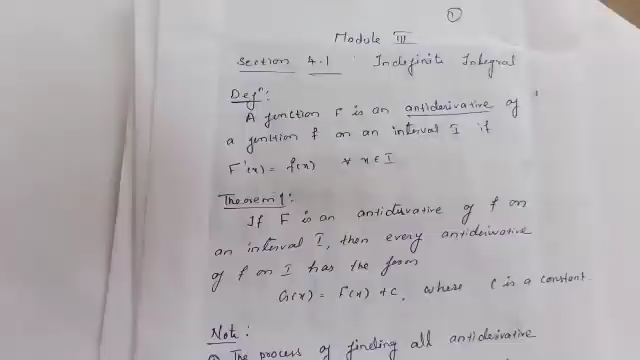 ①
Module III
Section 4.1 Indefinite Integral
Defⁿ:
A function F is an antiderivative of
a function f on an interval I if
F'(x) = f(x) ∀ x ∈ I
Theorem 1:
If F is an antiderivative of f on
an interval I, then every antiderivative
of f on I has the form
G(x) = F(x) + C, where C is a constant.
Note:
The process of finding all antiderivative